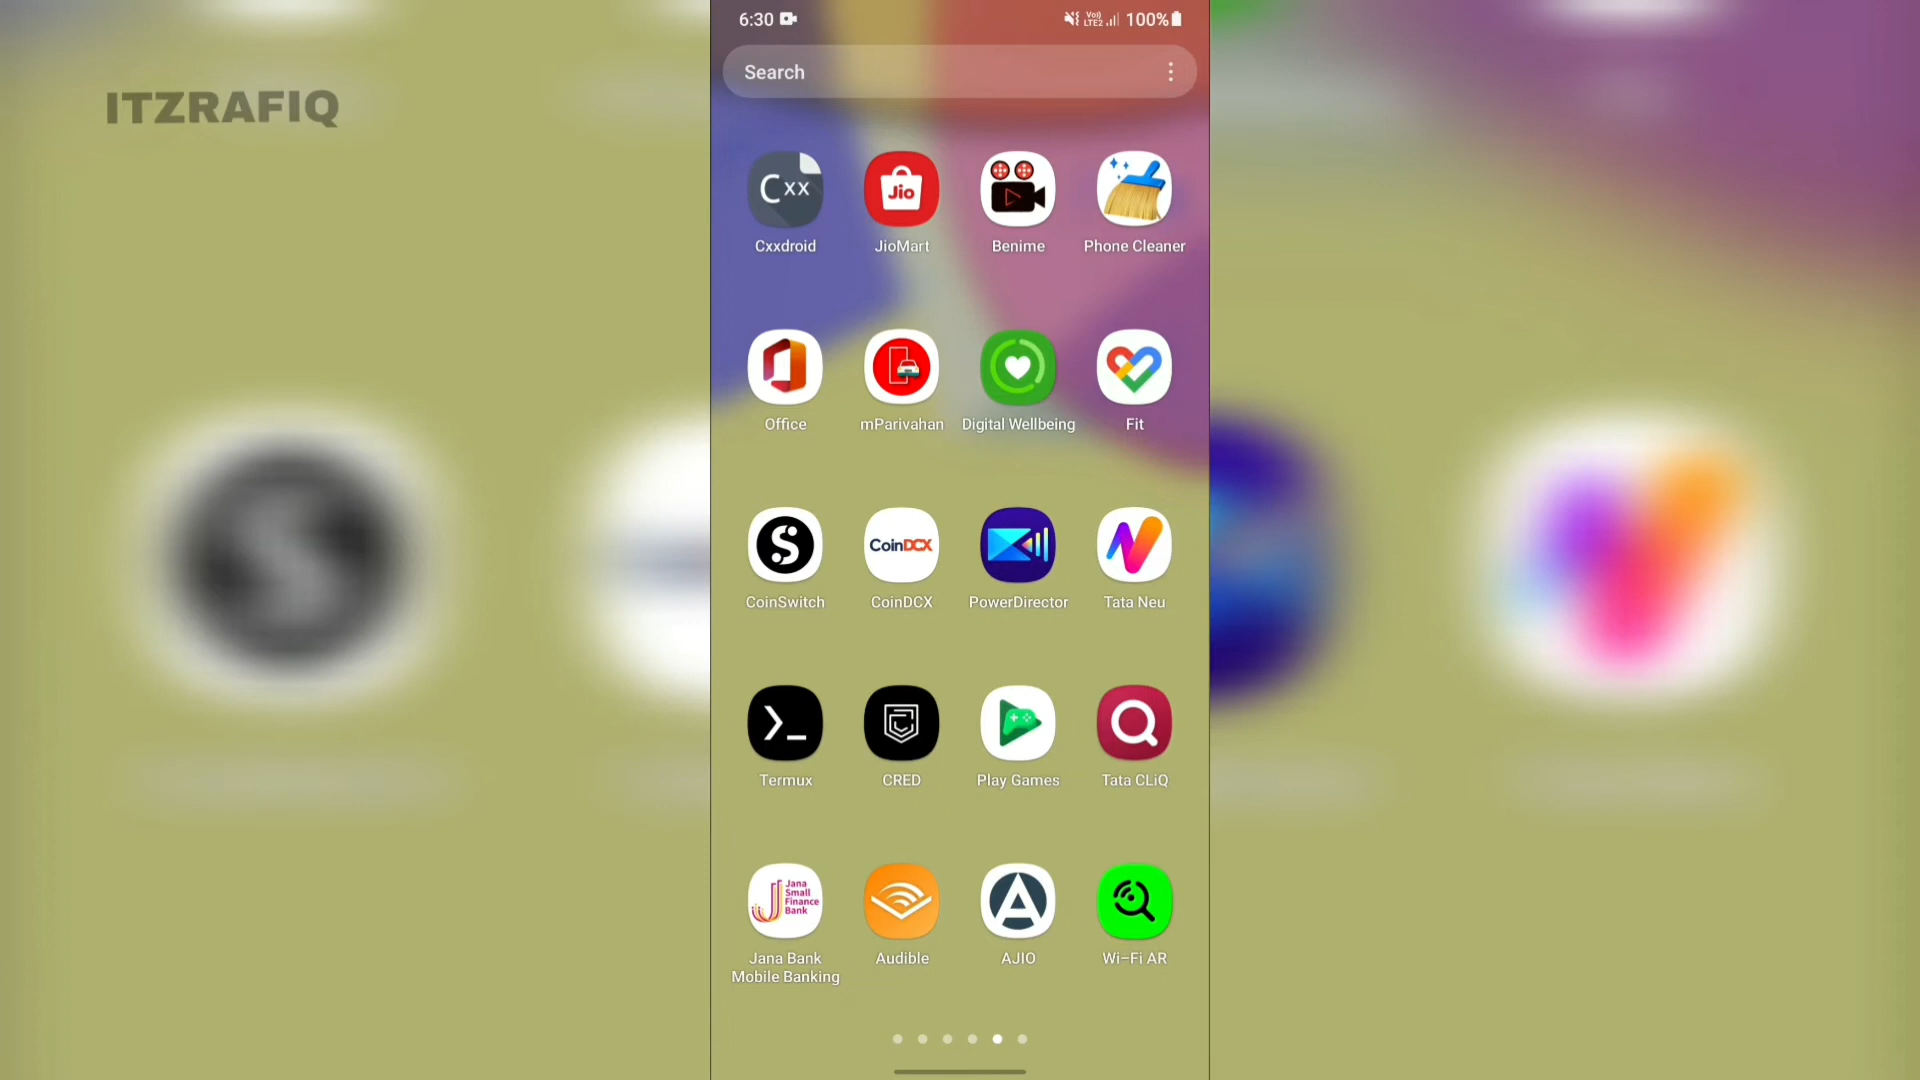 ITZRAFIQ
6:30
Vo))
LTE2
100%
Search
Cxx
Jio
Cxxdroid
JioMart
Benime
Phone Cleaner
Office
mParivahan
Digital Wellbeing
Fit
CoinDCX
CoinSwitch
CoinDCX
PowerDirector
Tata Neu
Termux
CRED
Play Games
Tata CLiQ
Jana
Small
Finance
Bank
Jana Bank
Mobile Banking
Audible
AJIO
Wi-Fi AR